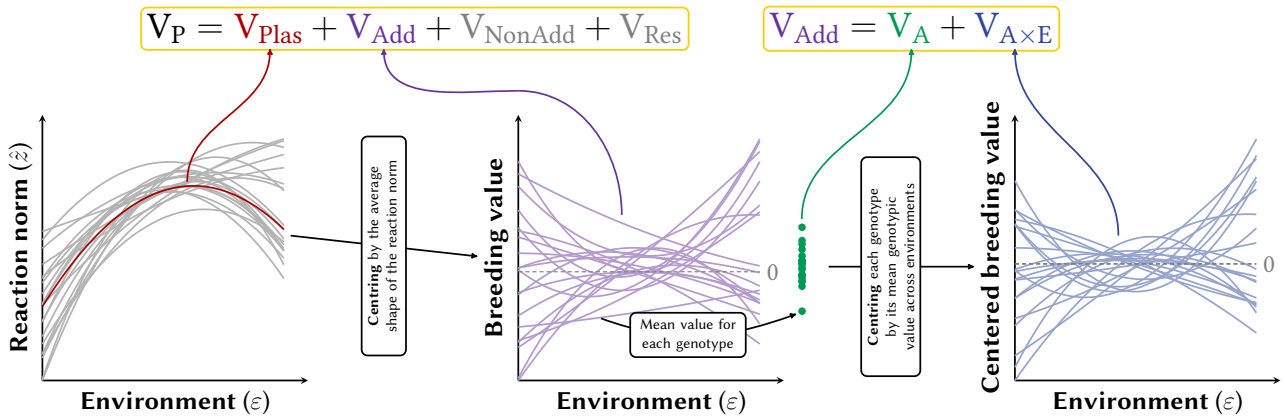 V_P = V_Plas + V_Add + V_NonAdd + V_Res
V_Add = V_A + V_A×E
Reaction norm (ẑ)
Environment (ε)
Centring by the average
shape of the reaction norm
Breeding value
0
Environment (ε)
Mean value for
each genotype
Centring each genotype
by its mean genotypic
value across environments
Centered breeding value
0
Environment (ε)